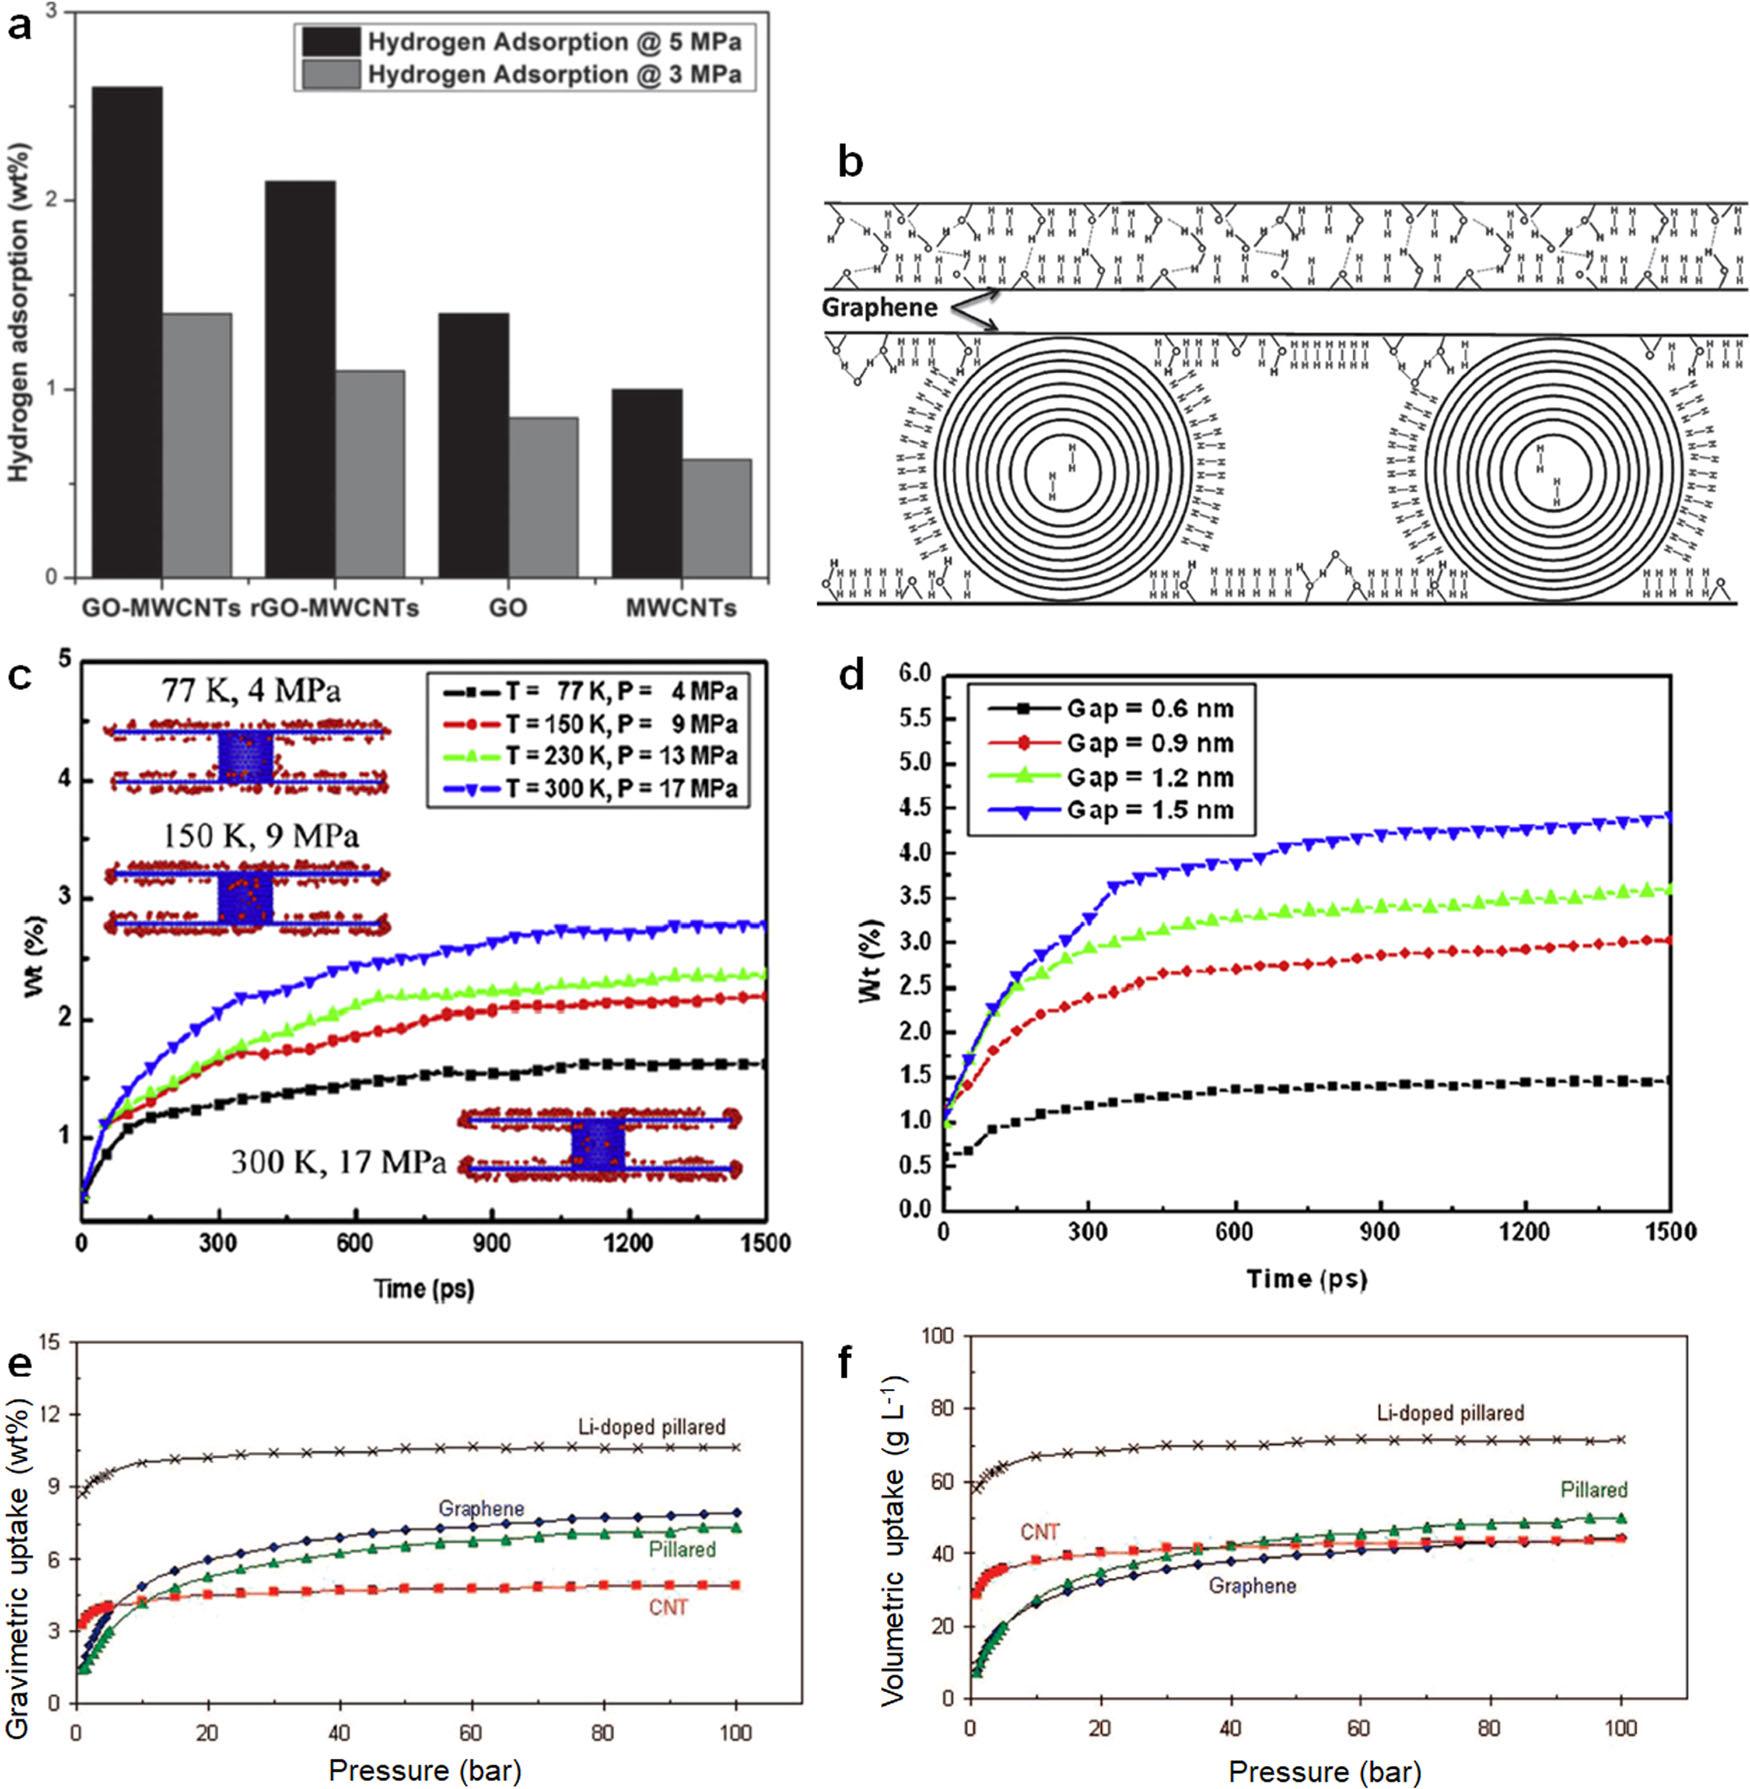 a
3
2
1
0
Hydrogen adsorption (wt%)
Hydrogen Adsorption @ 5 MPa
Hydrogen Adsorption @ 3 MPa
GO-MWCNTs rGO-MWCNTs GO MWCNTs
b
Graphene
c
5
4
3
2
1
Wt (%)
77 K, 4 MPa
150 K, 9 MPa
300 K, 17 MPa
T = 77 K, P = 4 MPa
T = 150 K, P = 9 MPa
T = 230 K, P = 13 MPa
T = 300 K, P = 17 MPa
0 300 600 900 1200 1500
Time (ps)
d
6.0
5.5
5.0
4.5
4.0
3.5
3.0
2.5
2.0
1.5
1.0
0.5
0.0
Wt (%)
Gap = 0.6 nm
Gap = 0.9 nm
Gap = 1.2 nm
Gap = 1.5 nm
0 300 600 900 1200 1500
Time (ps)
e
15
12
9
6
3
0
Gravimetric uptake (wt%)
Li-doped pillared
Graphene
Pillared
CNT
0 20 40 60 80 100
Pressure (bar)
f
100
80
60
40
20
0
Volumetric uptake (g L⁻¹)
Li-doped pillared
Pillared
CNT
Graphene
0 20 40 60 80 100
Pressure (bar)